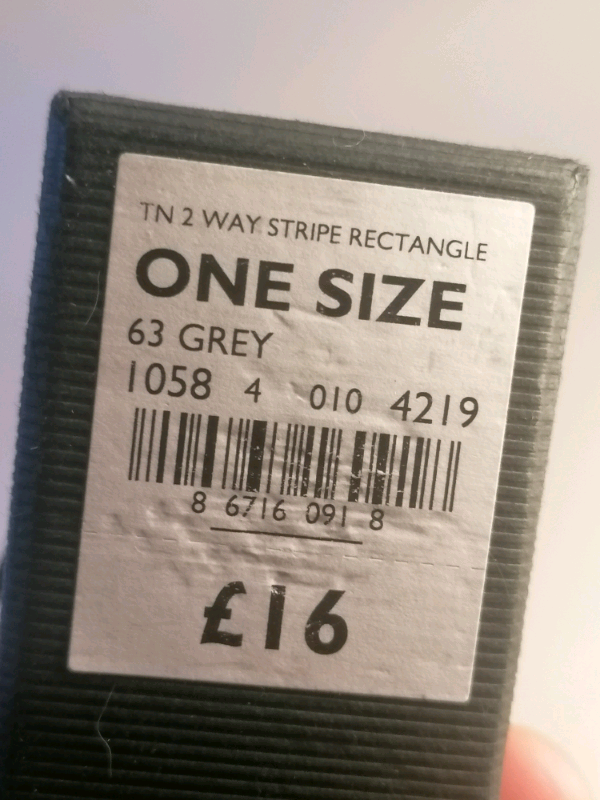 TN 2 WAY STRIPE RECTANGLE
ONE SIZE
63 GREY
1058 4 010 4219
8 6716 091 8
£16